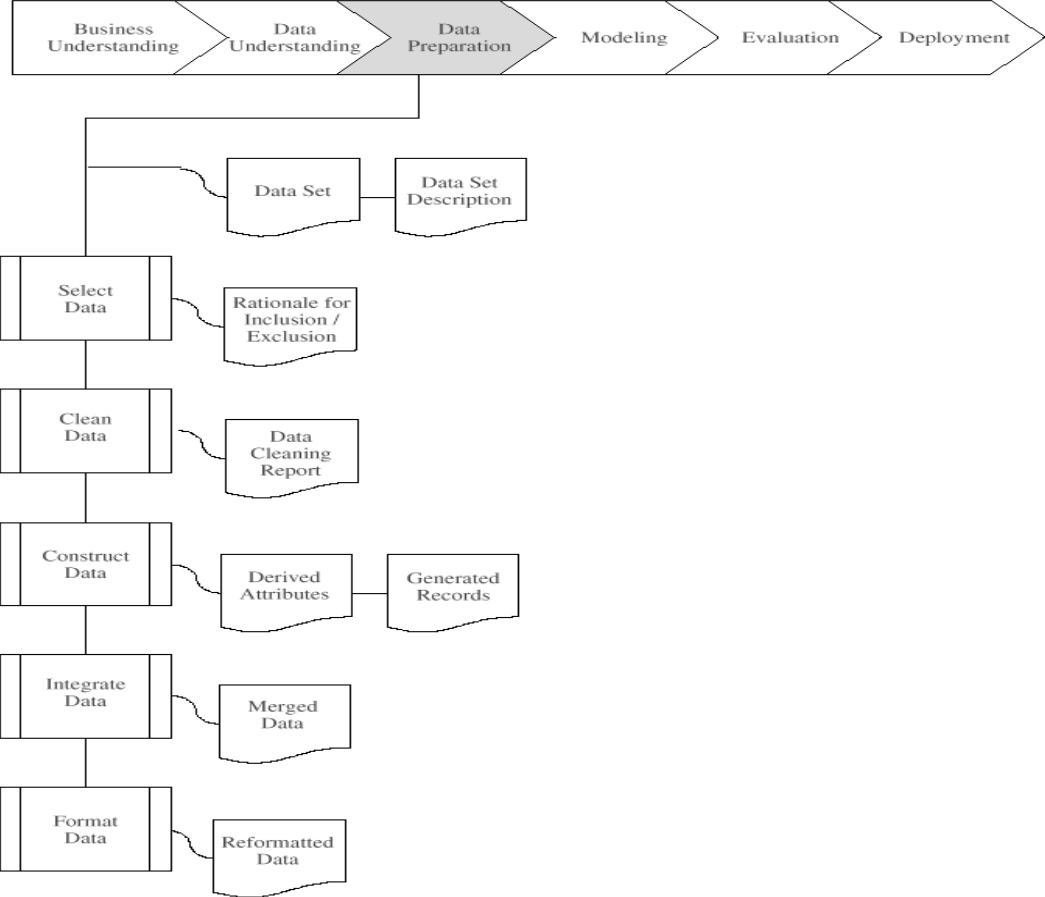 Business
Understanding
Data
Understanding
Data
Preparation
Modeling
Evaluation
Deployment
Data Set
Data Set
Description
Select
Data
Rationale for
Inclusion /
Exclusion
Clean
Data
Data
Cleaning
Report
Construct
Data
Derived
Attributes
Generated
Records
Integrate
Data
Merged
Data
Format
Data
Reformatted
Data